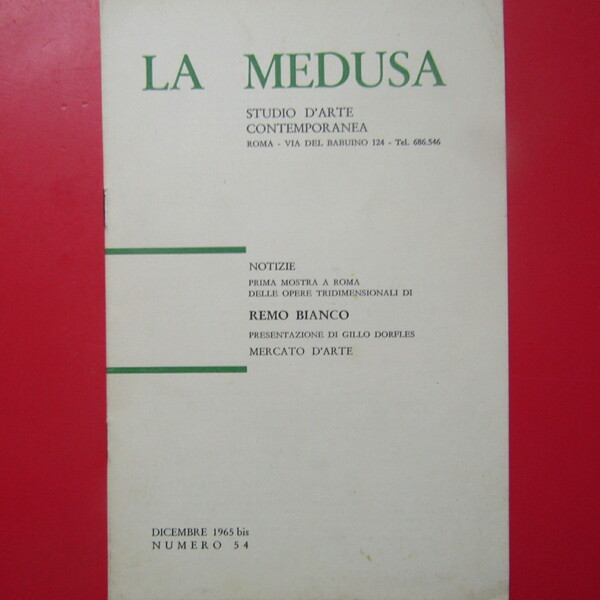 LA MEDUSA
STUDIO D'ARTE
CONTEMPORANEA
ROMA - VIA DEL BABUINO 124 - Tel. 686.546
NOTIZIE
PRIMA MOSTRA A ROMA
DELLE OPERE TRIDIMENSIONALI DI
REMO BIANCO
PRESENTAZIONE DI GILLO DORFLES
MERCATO D'ARTE
DICEMBRE 1965 bis
NUMERO 54